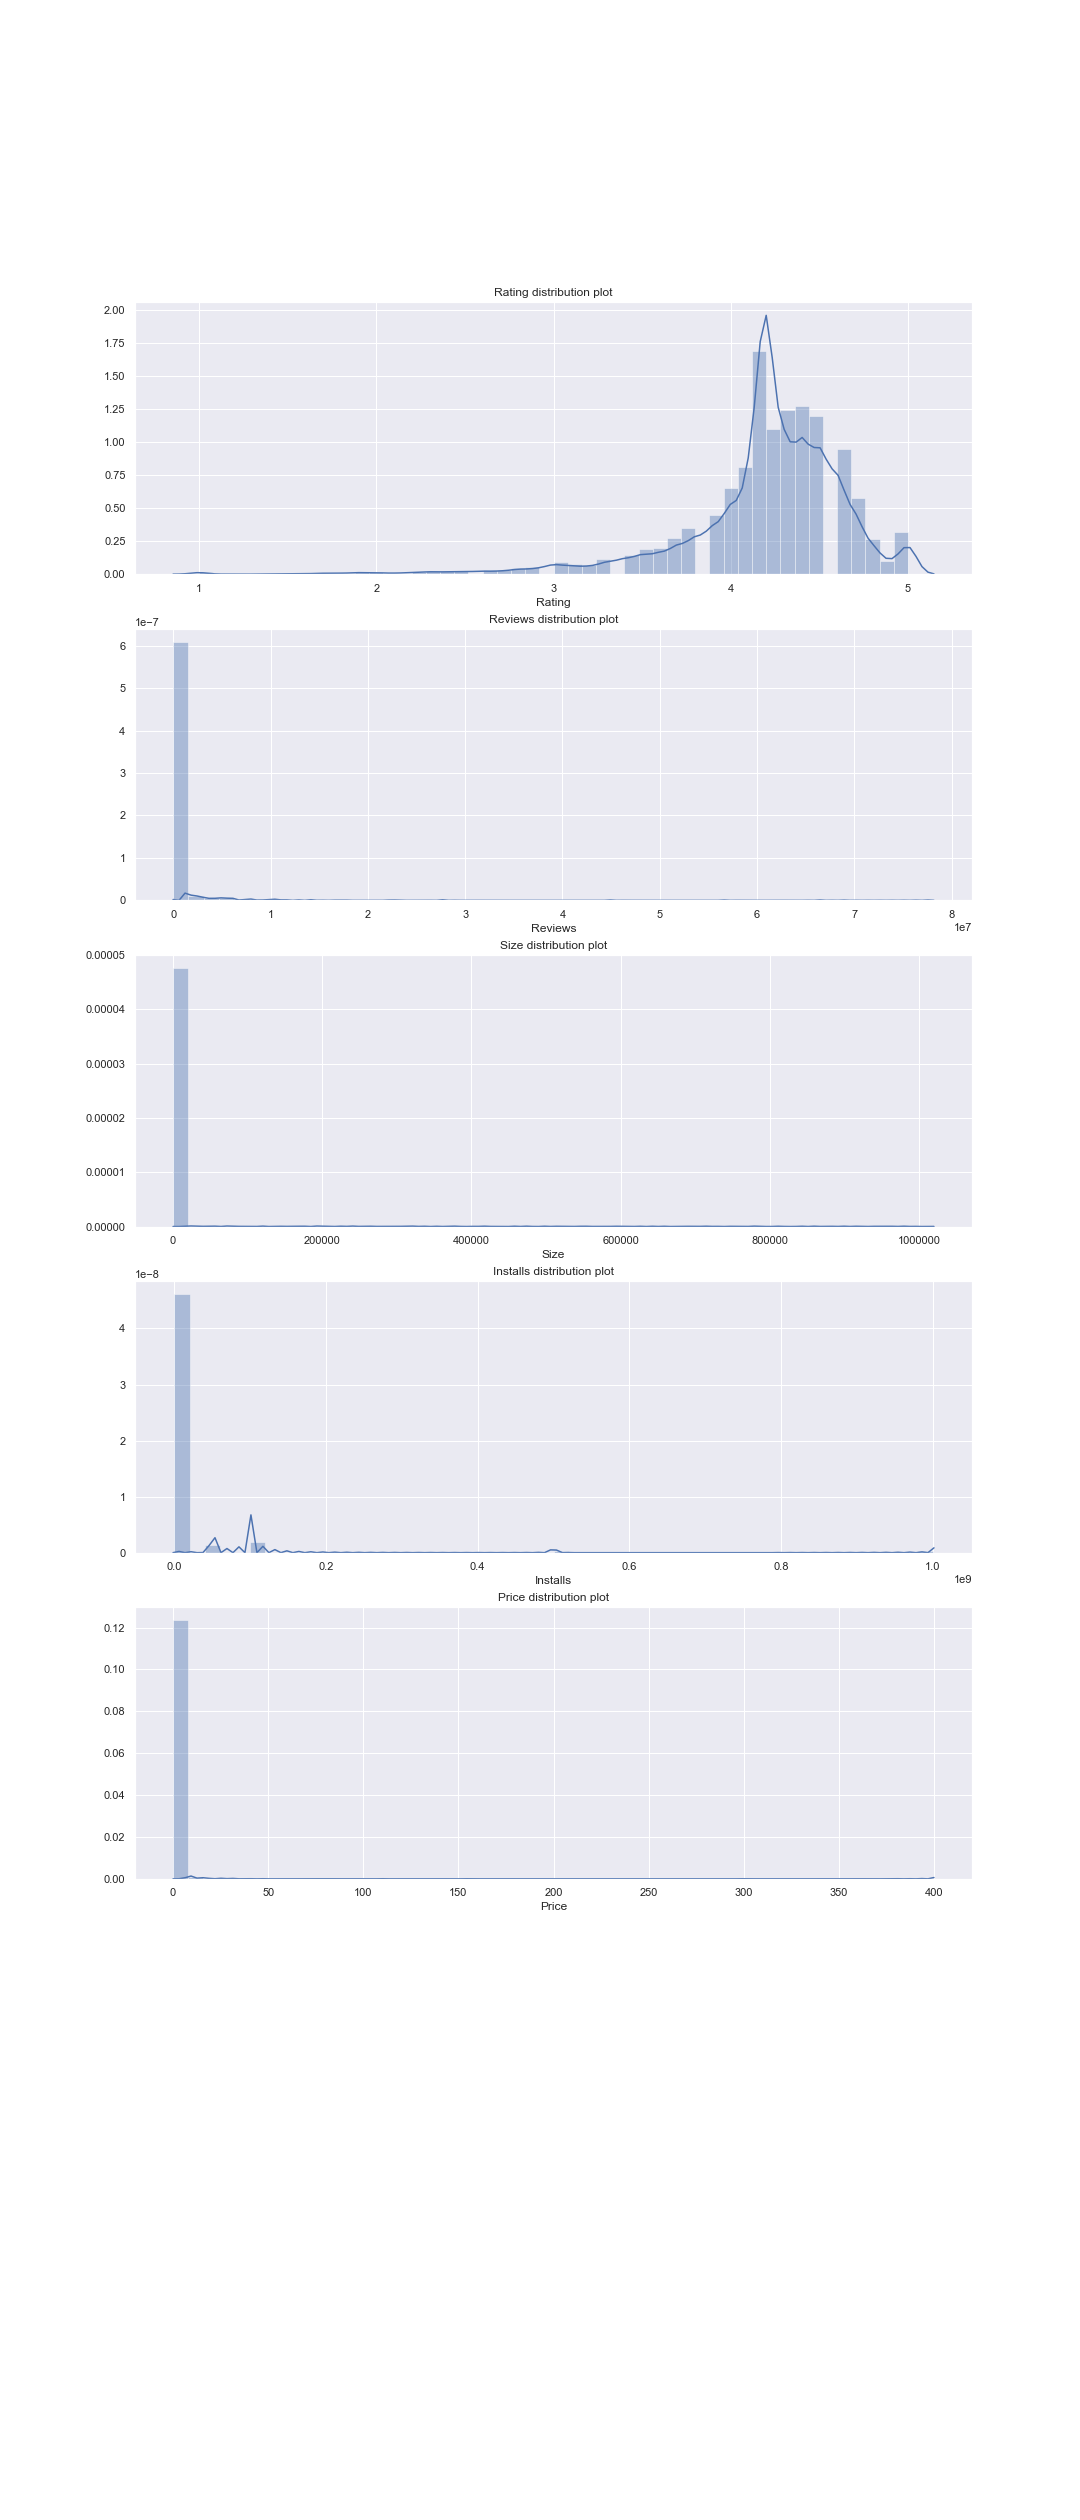 Rating distribution plot
2.00
1.75
1.50
1.25
1.00
0.75
0.50
0.25
0.00
1 2 3 4 5
Rating
Reviews distribution plot
1e−7
6
5
4
3
2
1
0
0 1 2 3 4 5 6 7 8
1e7
Reviews
Size distribution plot
0.00005
0.00004
0.00003
0.00002
0.00001
0.00000
0 200000 400000 600000 800000 1000000
Size
Installs distribution plot
1e−8
4
3
2
1
0
0.0 0.2 0.4 0.6 0.8 1.0
1e9
Installs
Price distribution plot
0.12
0.10
0.08
0.06
0.04
0.02
0.00
0 50 100 150 200 250 300 350 400
Price